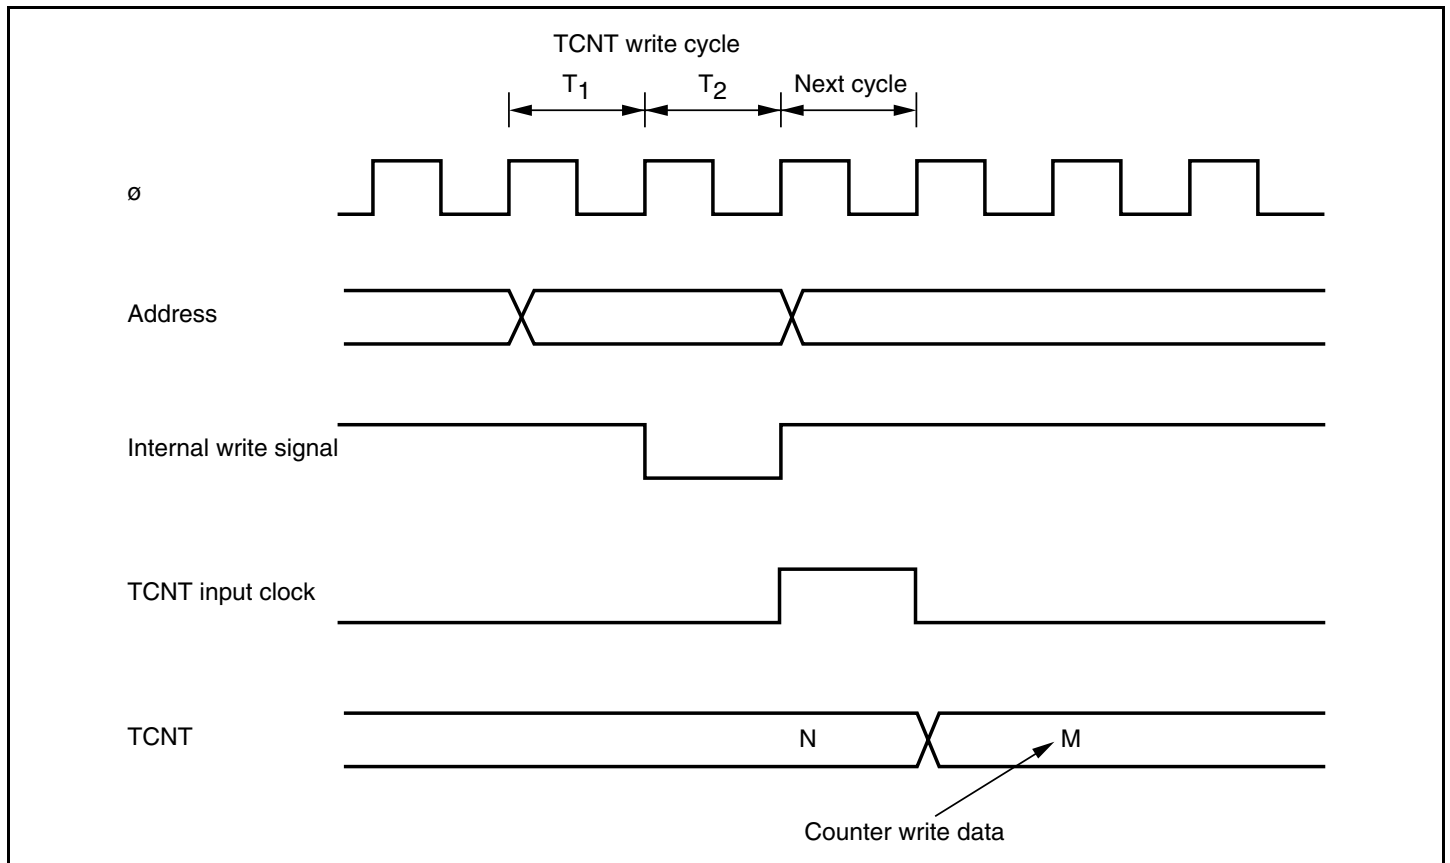 TCNT write cycle
T1 T2 Next cycle
ø
Address
Internal write signal
TCNT input clock
TCNT N M
Counter write data